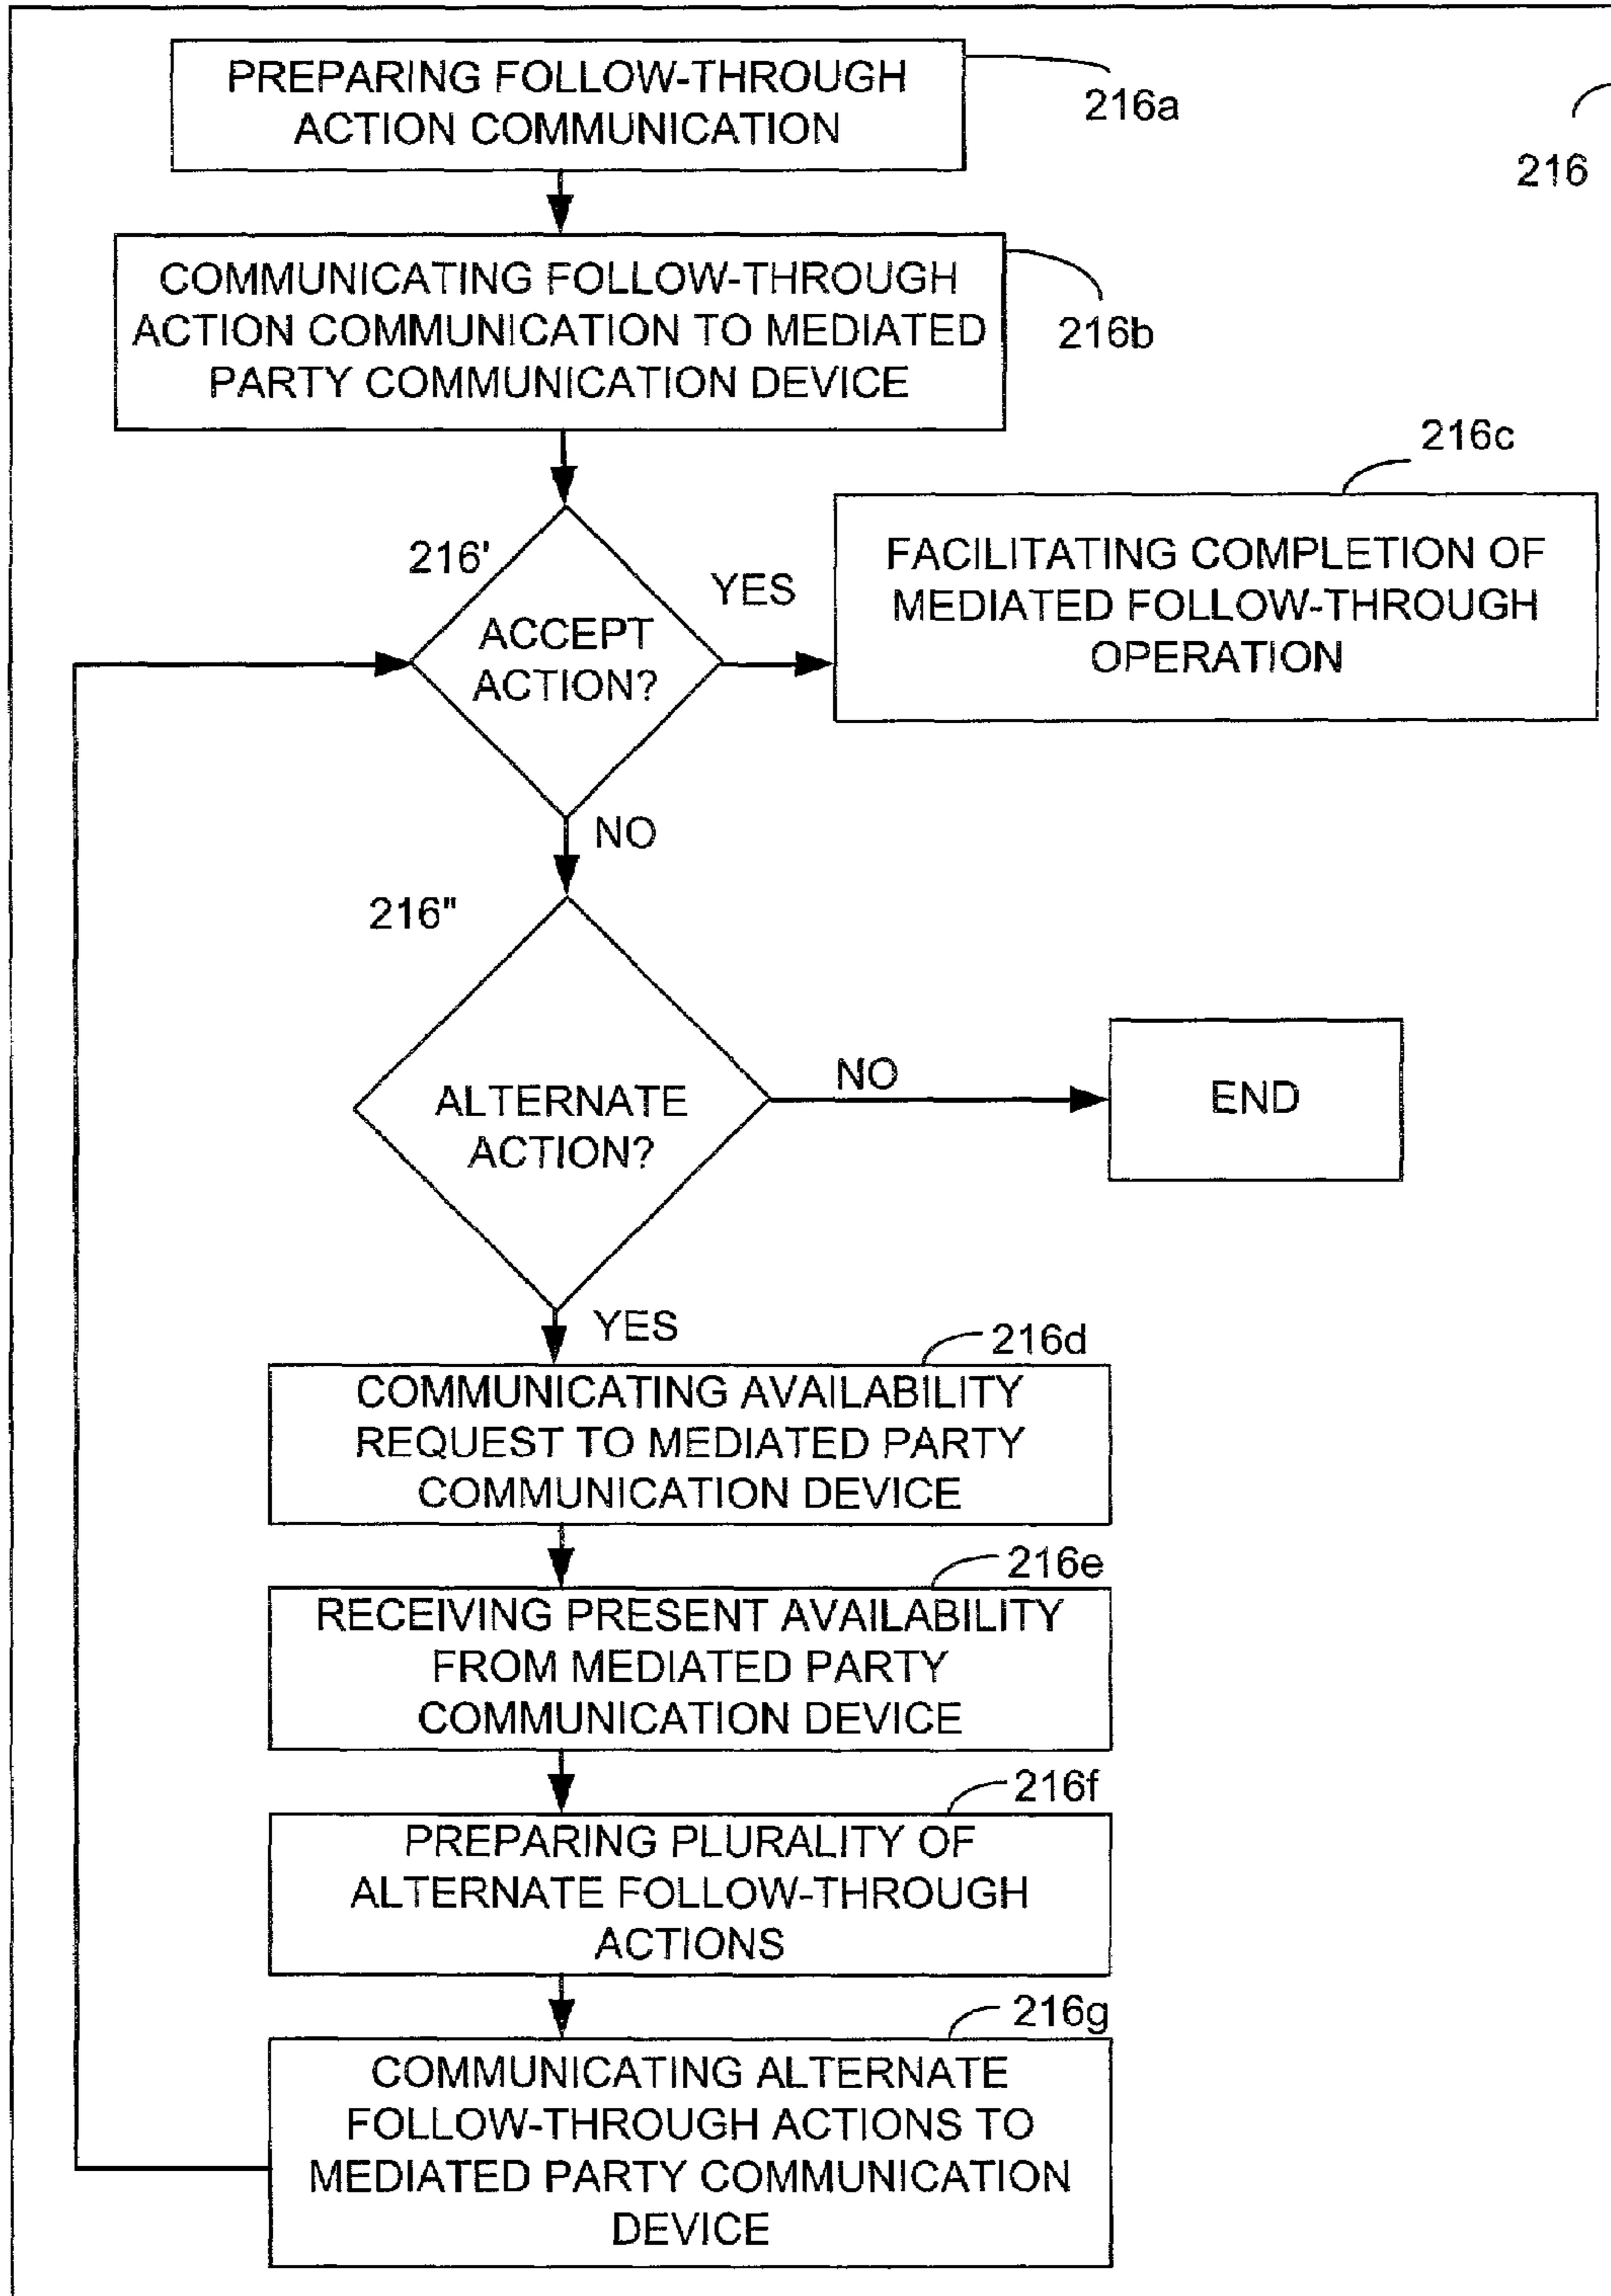 PREPARING FOLLOW-THROUGH
ACTION COMMUNICATION
216a
216
COMMUNICATING FOLLOW-THROUGH
ACTION COMMUNICATION TO MEDIATED
PARTY COMMUNICATION DEVICE
216b
216c
FACILITATING COMPLETION OF
MEDIATED FOLLOW-THROUGH
OPERATION
216'
YES
ACCEPT
ACTION?
NO
216"
ALTERNATE
ACTION?
NO
END
YES
216d
COMMUNICATING AVAILABILITY
REQUEST TO MEDIATED PARTY
COMMUNICATION DEVICE
216e
RECEIVING PRESENT AVAILABILITY
FROM MEDIATED PARTY
COMMUNICATION DEVICE
216f
PREPARING PLURALITY OF
ALTERNATE FOLLOW-THROUGH
ACTIONS
216g
COMMUNICATING ALTERNATE
FOLLOW-THROUGH ACTIONS TO
MEDIATED PARTY COMMUNICATION
DEVICE